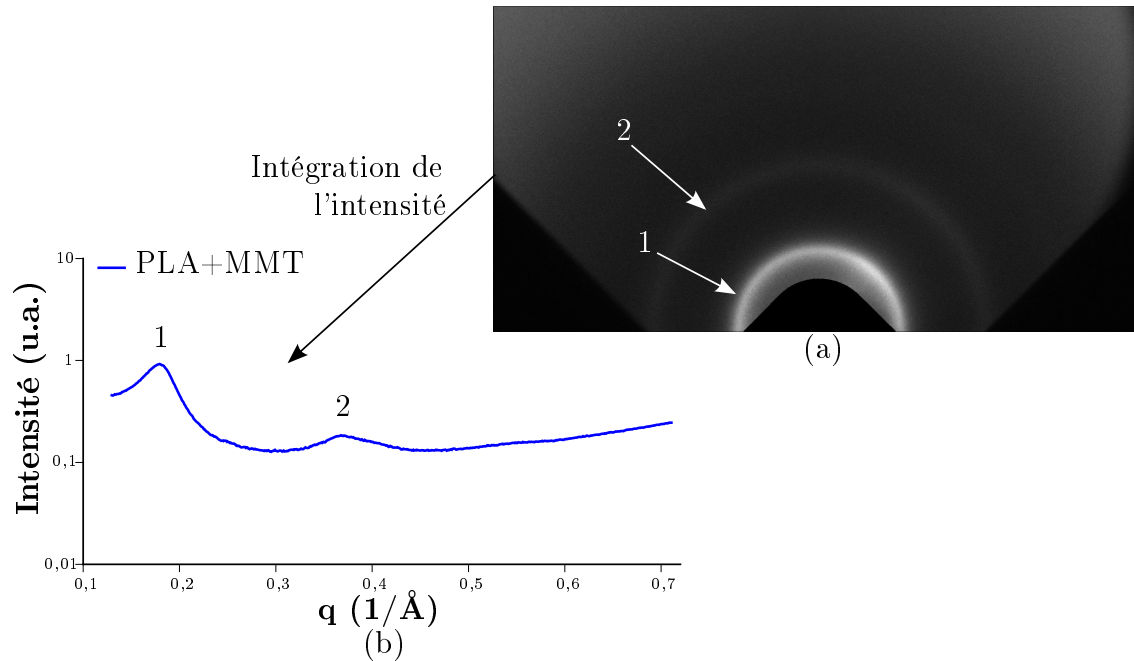 2
1
(a)
Intégration de
l'intensité
PLA+MMT
10
1
0,1
0,01
Intensité (u.a.)
1
2
0,1 0,2 0,3 0,4 0,5 0,6 0,7
q (1/Å)
(b)